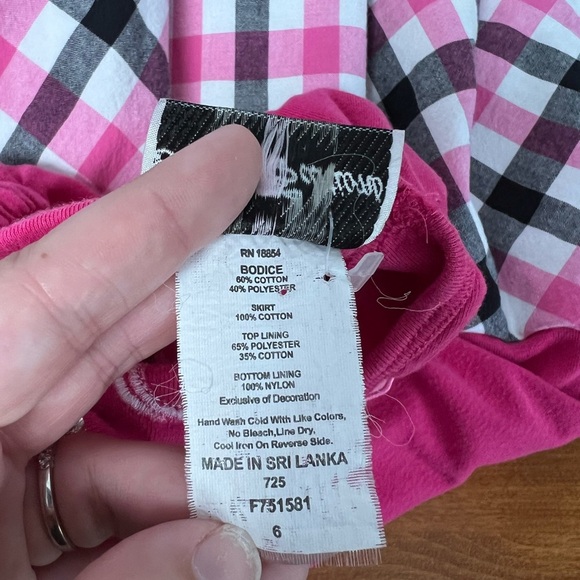 RN 18854
BODICE
60% COTTON
40% POLYESTER
SKIRT
100% COTTON
TOP LINING
65% POLYESTER
35% COTTON
BOTTOM LINING
100% NYLON
Exclusive of Decoration
Hand Wash Cold With Like Colors,
No Bleach,Line Dry,
Cool Iron On Reverse Side.
MADE IN SRI LANKA
725
F751581
6